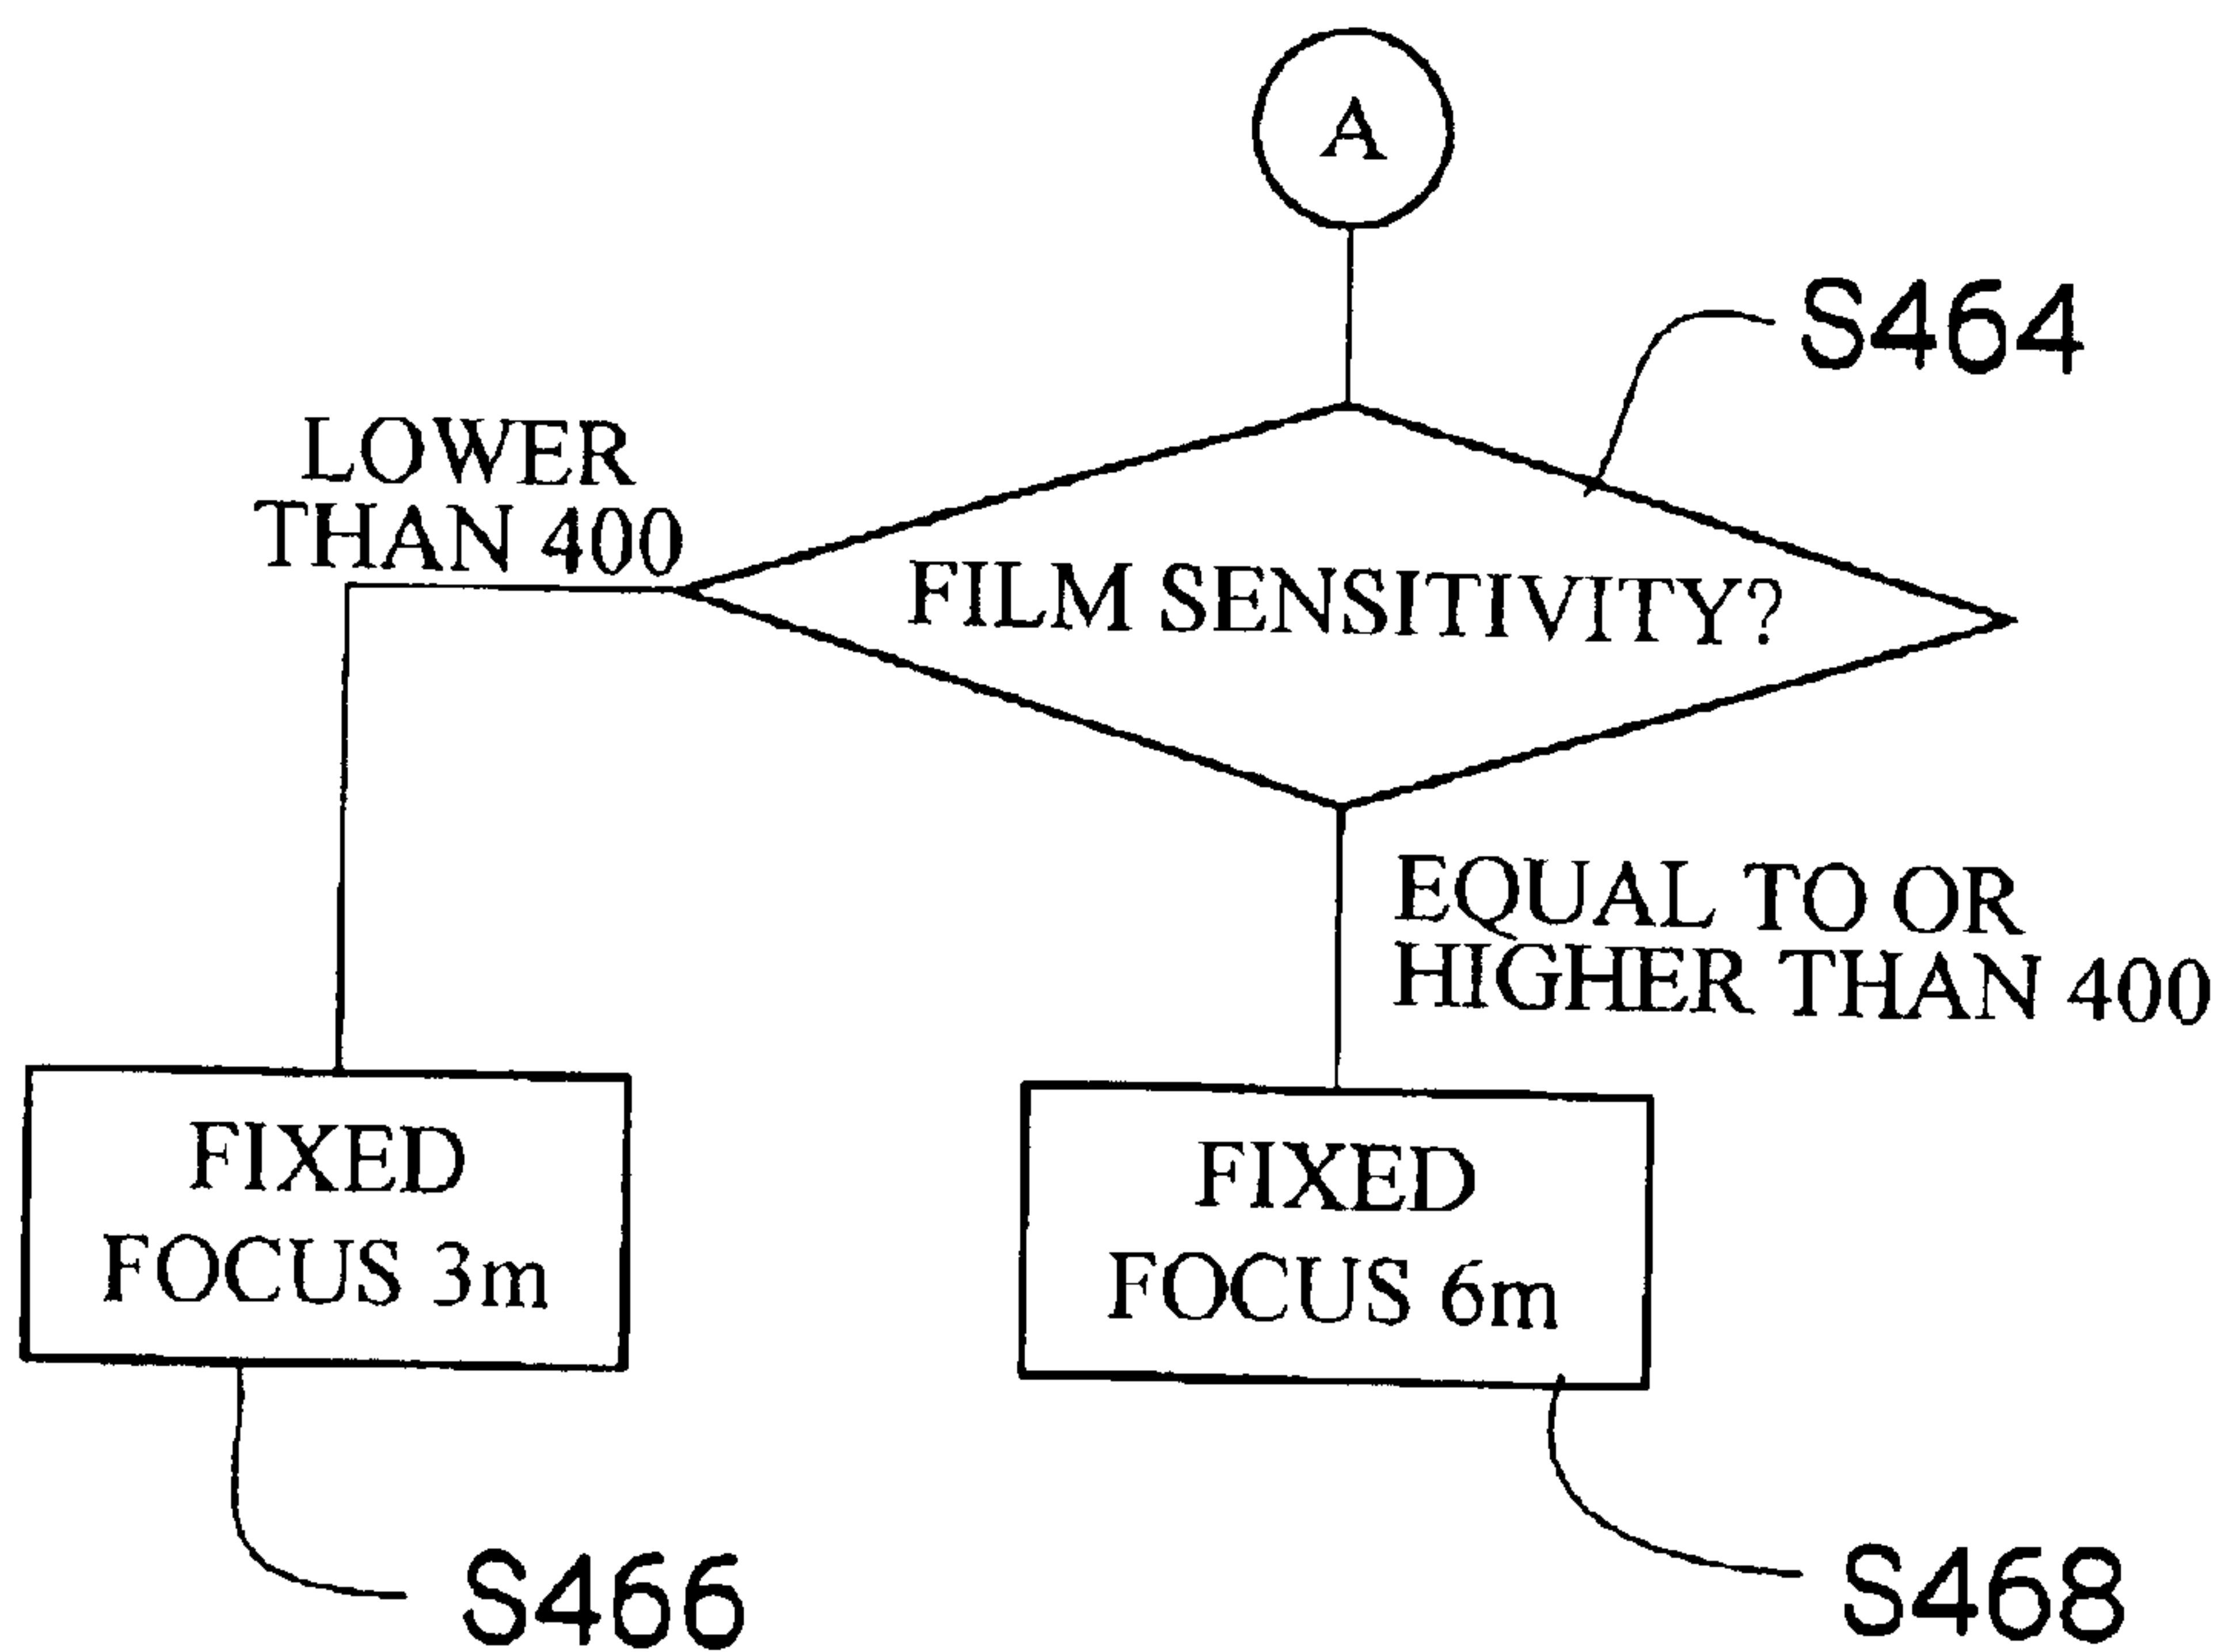 A
S464
LOWER
THAN 400
FILM SENSITIVITY?
EQUAL TO OR
HIGHER THAN 400
FIXED
FOCUS 3m
FIXED
FOCUS 6m
S466
S468